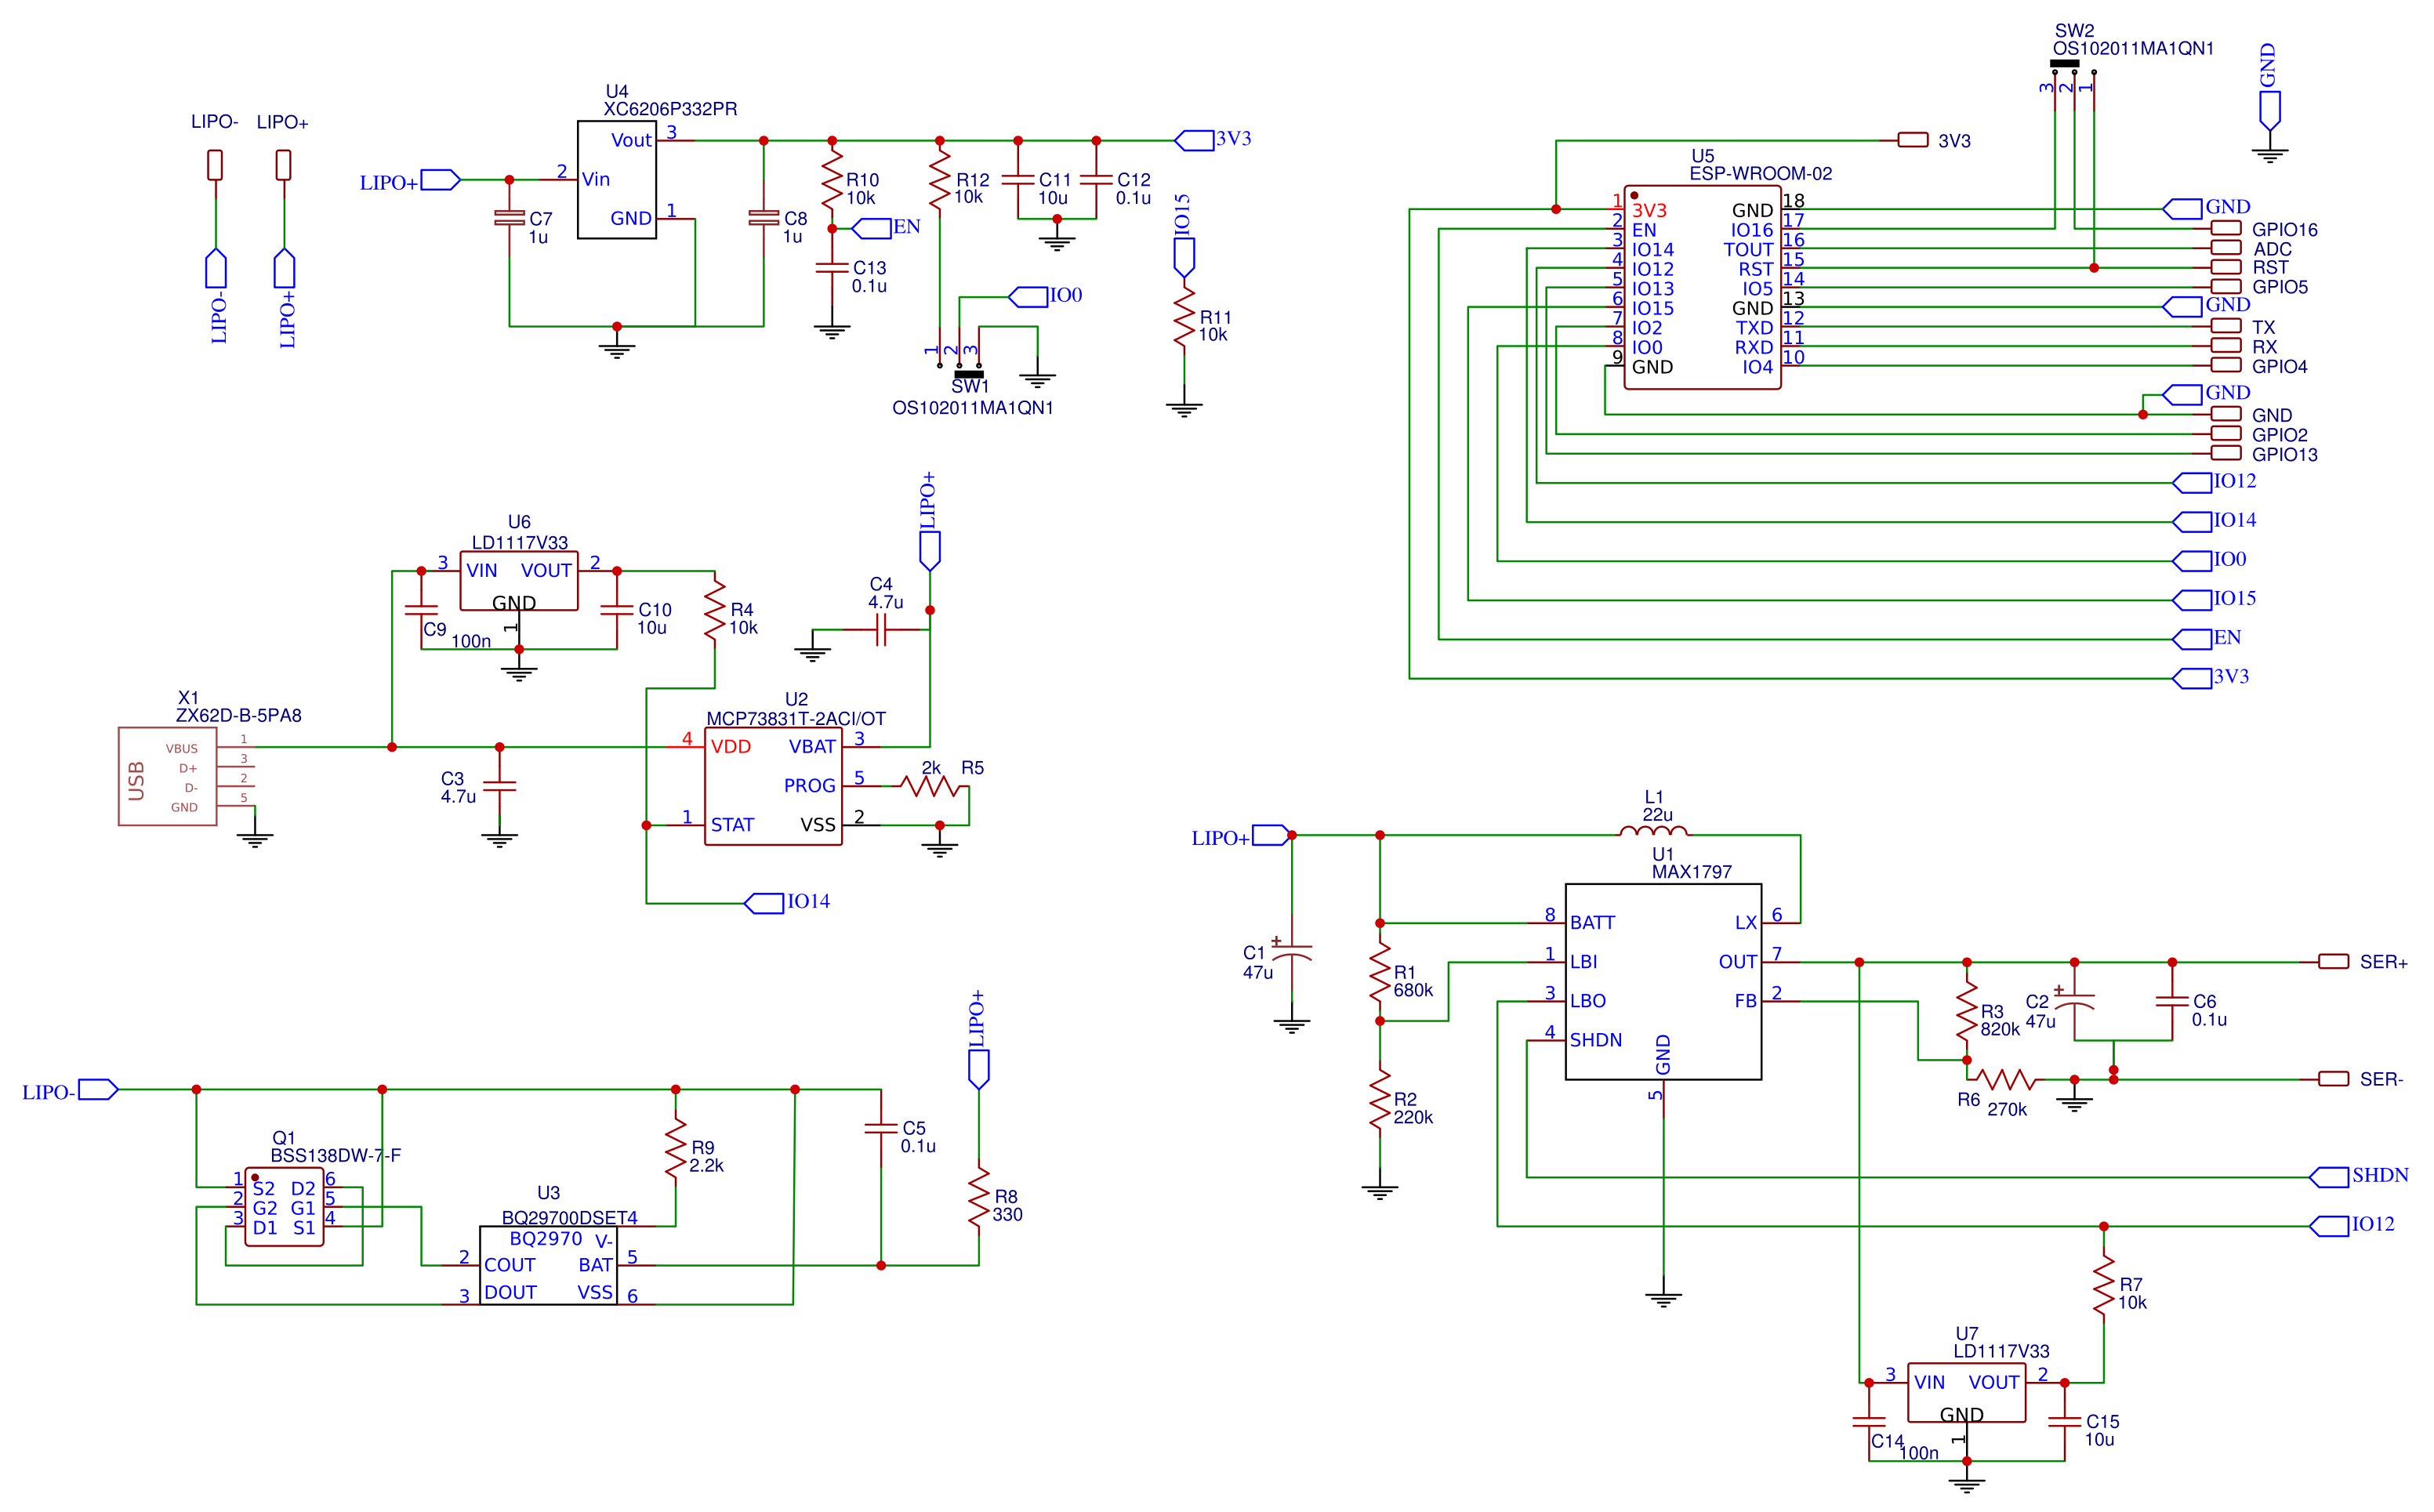 LIPO-
LIPO+
LIPO-
LIPO+
U4
XC6206P332PR
Vout
3
LIPO+
2
Vin
GND
1
C7
1u
C8
1u
R10
10k
EN
C13
0.1u
R12
10k
C11
10u
C12
0.1u
3V3
IO0
1
2
3
SW1
OS102011MA1QN1
IO15
R11
10k
SW2
OS102011MA1QN1
3
2
1
GND
3V3
U5
ESP-WROOM-02
1
3V3
2
EN
3
IO14
4
IO12
5
IO13
6
IO15
7
IO2
8
IO0
9
GND
GND
18
IO16
17
TOUT
16
RST
15
IO5
14
GND
13
TXD
12
RXD
11
IO4
10
GND
GPIO16
ADC
RST
GPIO5
GND
TX
RX
GPIO4
GND
GND
GPIO2
GPIO13
IO12
IO14
IO0
IO15
EN
3V3
U6
LD1117V33
3
VIN
VOUT
2
GND
1
C9
100n
C10
10u
R4
10k
LIPO+
C4
4.7u
X1
ZX62D-B-5PA8
USB
VBUS
1
D+
3
D-
2
GND
5
C3
4.7u
U2
MCP73831T-2ACI/OT
4
VDD
VBAT
3
PROG
5
2k
R5
1
STAT
VSS
2
IO14
LIPO+
L1
22u
U1
MAX1797
8
BATT
LX
6
1
LBI
OUT
7
3
LBO
FB
2
4
SHDN
GND
5
C1
47u
R1
680k
R2
220k
R3
820k
C2
47u
C6
0.1u
SER+
R6
270k
SER-
SHDN
IO12
R7
10k
U7
LD1117V33
3
VIN
VOUT
2
GND
1
C14
100n
C15
10u
LIPO-
Q1
BSS138DW-7-F
1
S2
D2
6
2
G2
G1
5
3
D1
S1
4
R9
2.2k
U3
BQ29700DSET
4
BQ2970
V-
2
COUT
BAT
5
3
DOUT
VSS
6
C5
0.1u
LIPO+
R8
330